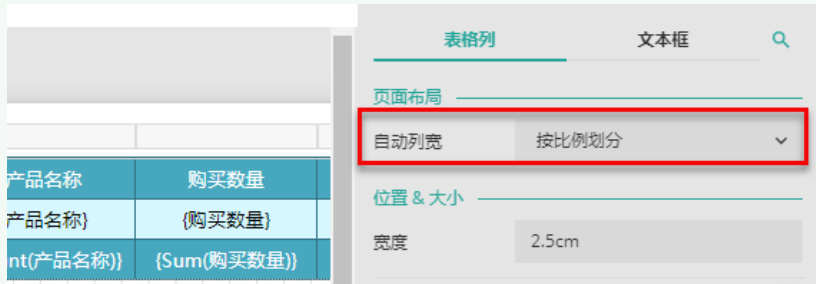 表格列 文本框
页面布局
自动列宽 按比例划分
产品名称 购买数量
位置 & 大小
产品名称} {购买数量}
宽度 2.5cm
nt(产品名称)} {Sum(购买数量)}